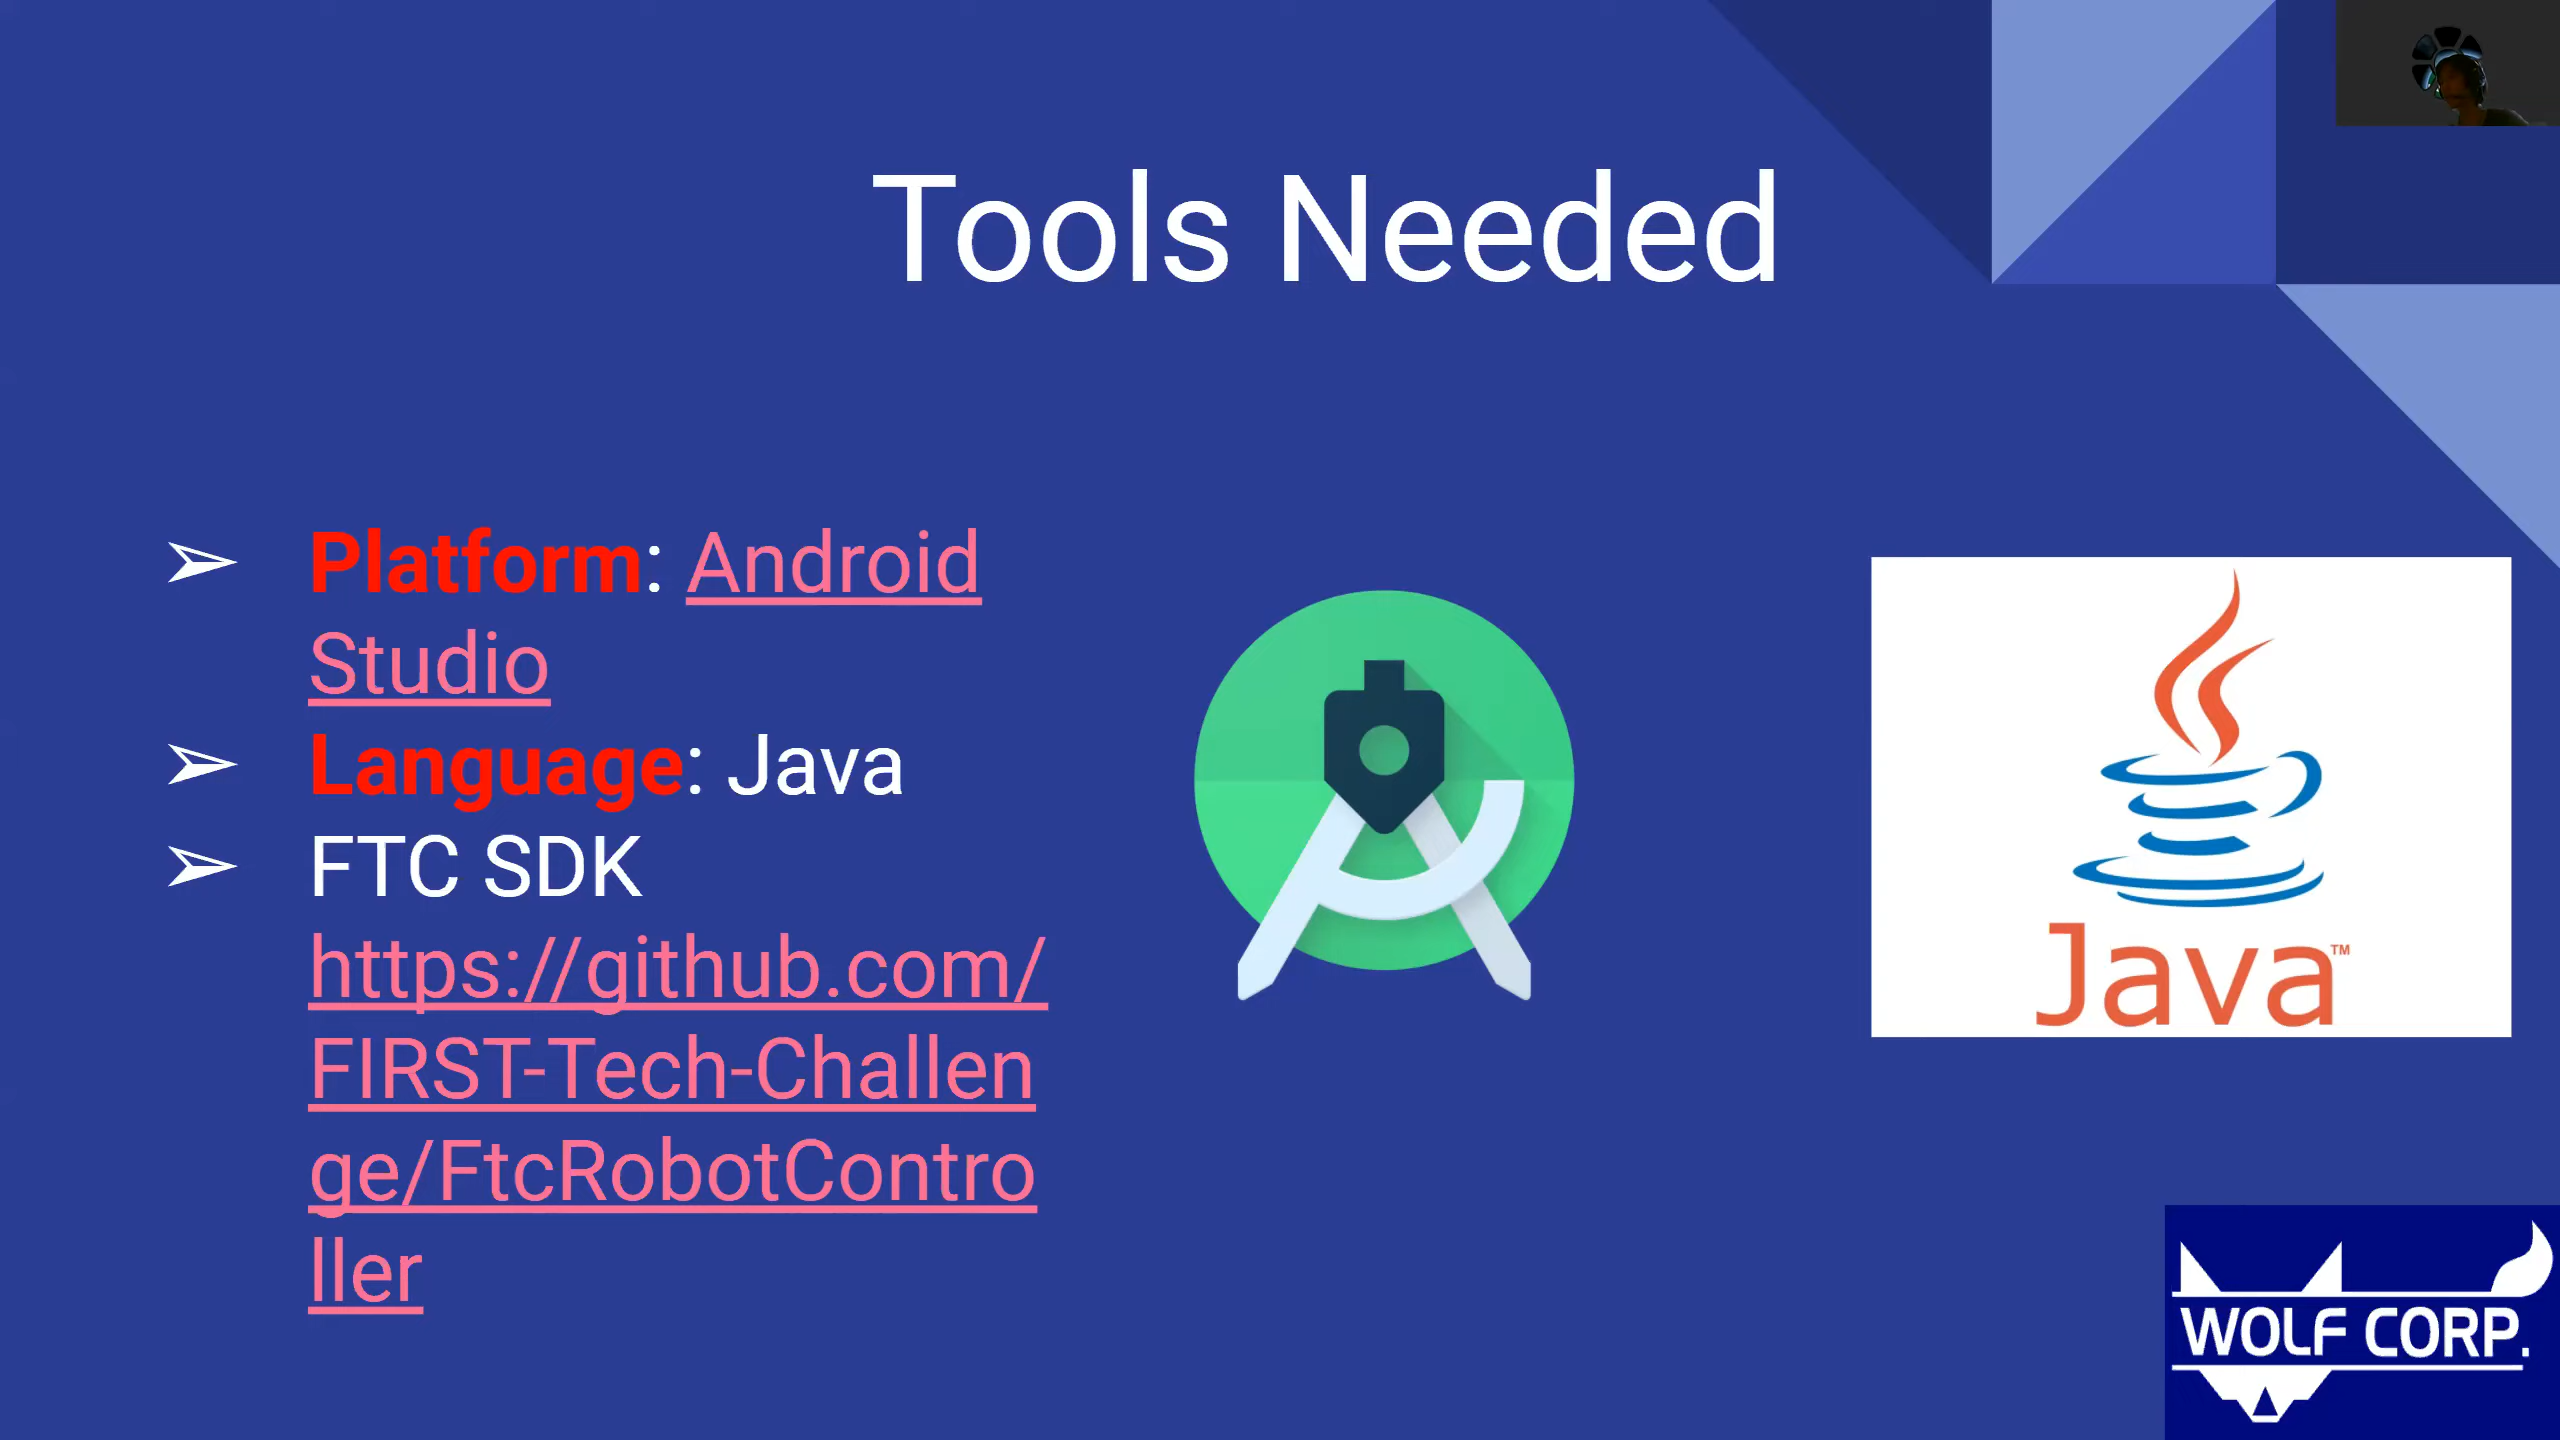 Tools Needed
➢ Platform: Android
Studio
➢ Language: Java
➢ FTC SDK
https://github.com/
FIRST-Tech-Challen
ge/FtcRobotContro
ller
Java™
WOLF CORP.